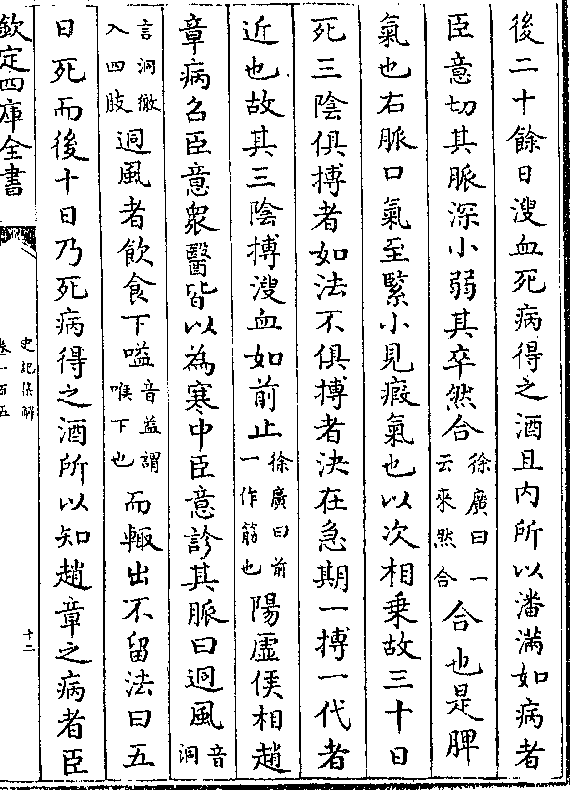 後二十餘日溲血死病得之酒且内所以潘滿如病者
臣意切其脈深小弱其卒然合徐廣曰一云來然合合也是脾
氣也右脈口氣至緊小見瘕氣也以次相乗故三十日
死三陰俱搏者如法不俱搏者決在急期一搏一代者
近也故其三陰搏溲血如前止徐廣曰前一作筋也陽虛侯相趙
章病召臣意衆醫皆以為寒中臣意診其脈曰迵風音洞
言洞徹入四肢迵風者飲食下嗌音益謂喉下也而輙出不留法曰五
日死而後十日乃死病得之酒所以知趙章之病者臣
欽定四庫全書
史記集解
卷一百五
十二